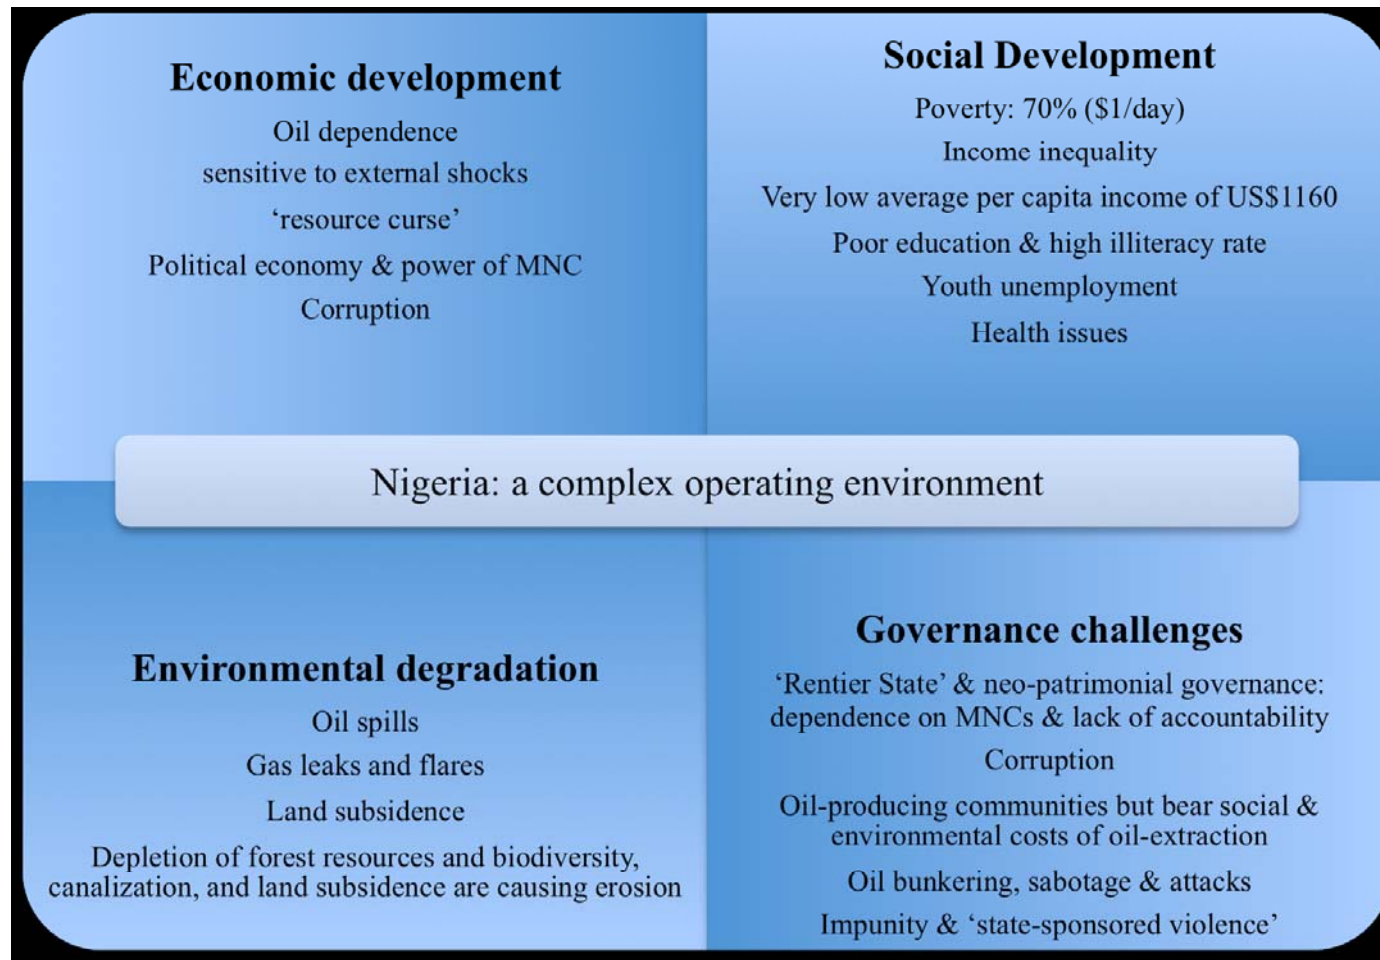 Economic development
Oil dependence
sensitive to external shocks
‘resource curse’
Political economy & power of MNC
Corruption
Social Development
Poverty: 70% ($1/day)
Income inequality
Very low average per capita income of US$1160
Poor education & high illiteracy rate
Youth unemployment
Health issues
Nigeria: a complex operating environment
Environmental degradation
Oil spills
Gas leaks and flares
Land subsidence
Depletion of forest resources and biodiversity,
canalization, and land subsidence are causing erosion
Governance challenges
‘Rentier State’ & neo-patrimonial governance:
dependence on MNCs & lack of accountability
Corruption
Oil-producing communities but bear social &
environmental costs of oil-extraction
Oil bunkering, sabotage & attacks
Impunity & ‘state-sponsored violence’